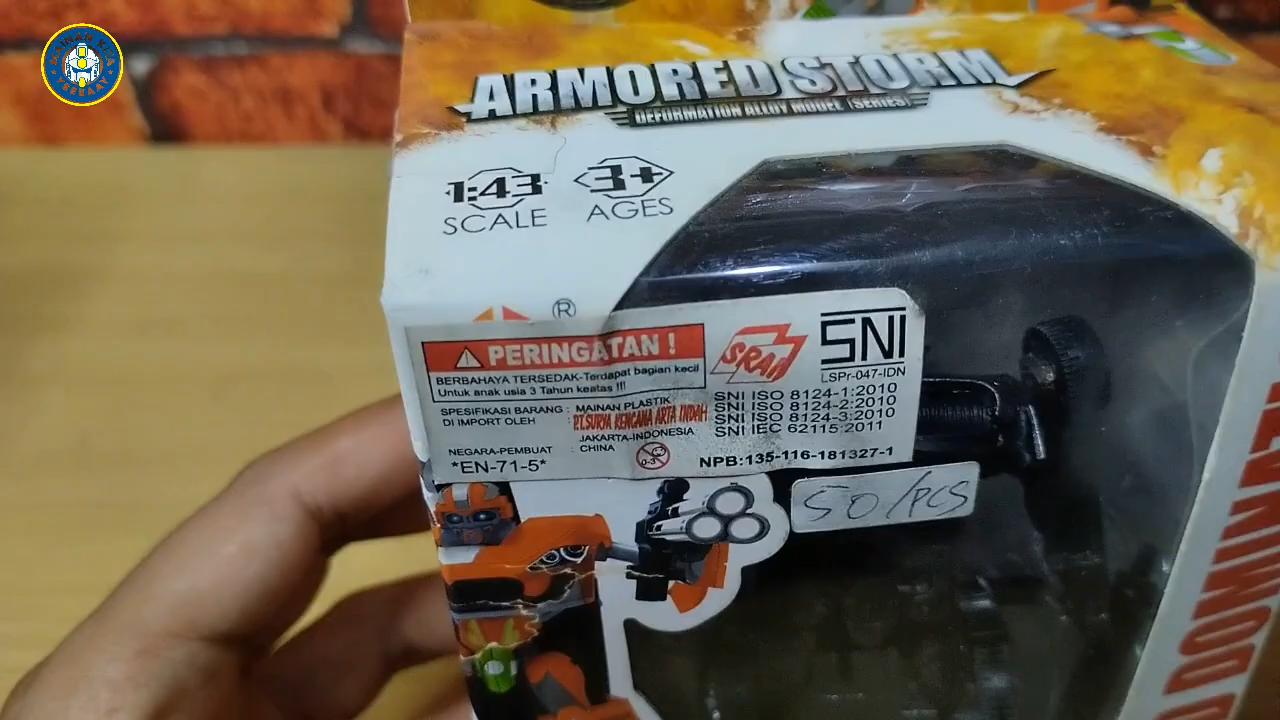 ARMORED STORM
DEFORMATION ALLOY MODEL (SERIES)
1:43
SCALE
3+
AGES
®
PERINGATAN !
BERBAHAYA TERSEDAK-Terdapat bagian kecil
Untuk anak usia 3 Tahun keatas !!!
SPESIFIKASI BARANG : MAINAN PLASTIK
DI IMPORT OLEH : PT.SURYA KENCANA ARTA INDAH
JAKARTA-INDONESIA
NEGARA-PEMBUAT : CHINA
*EN-71-5*
0-3
SNI
LSPr-047-IDN
SNI ISO 8124-1:2010
SNI ISO 8124-2:2010
SNI ISO 8124-3:2010
SNI IEC 62115:2011
NPB:135-116-181327-1
50/PCS